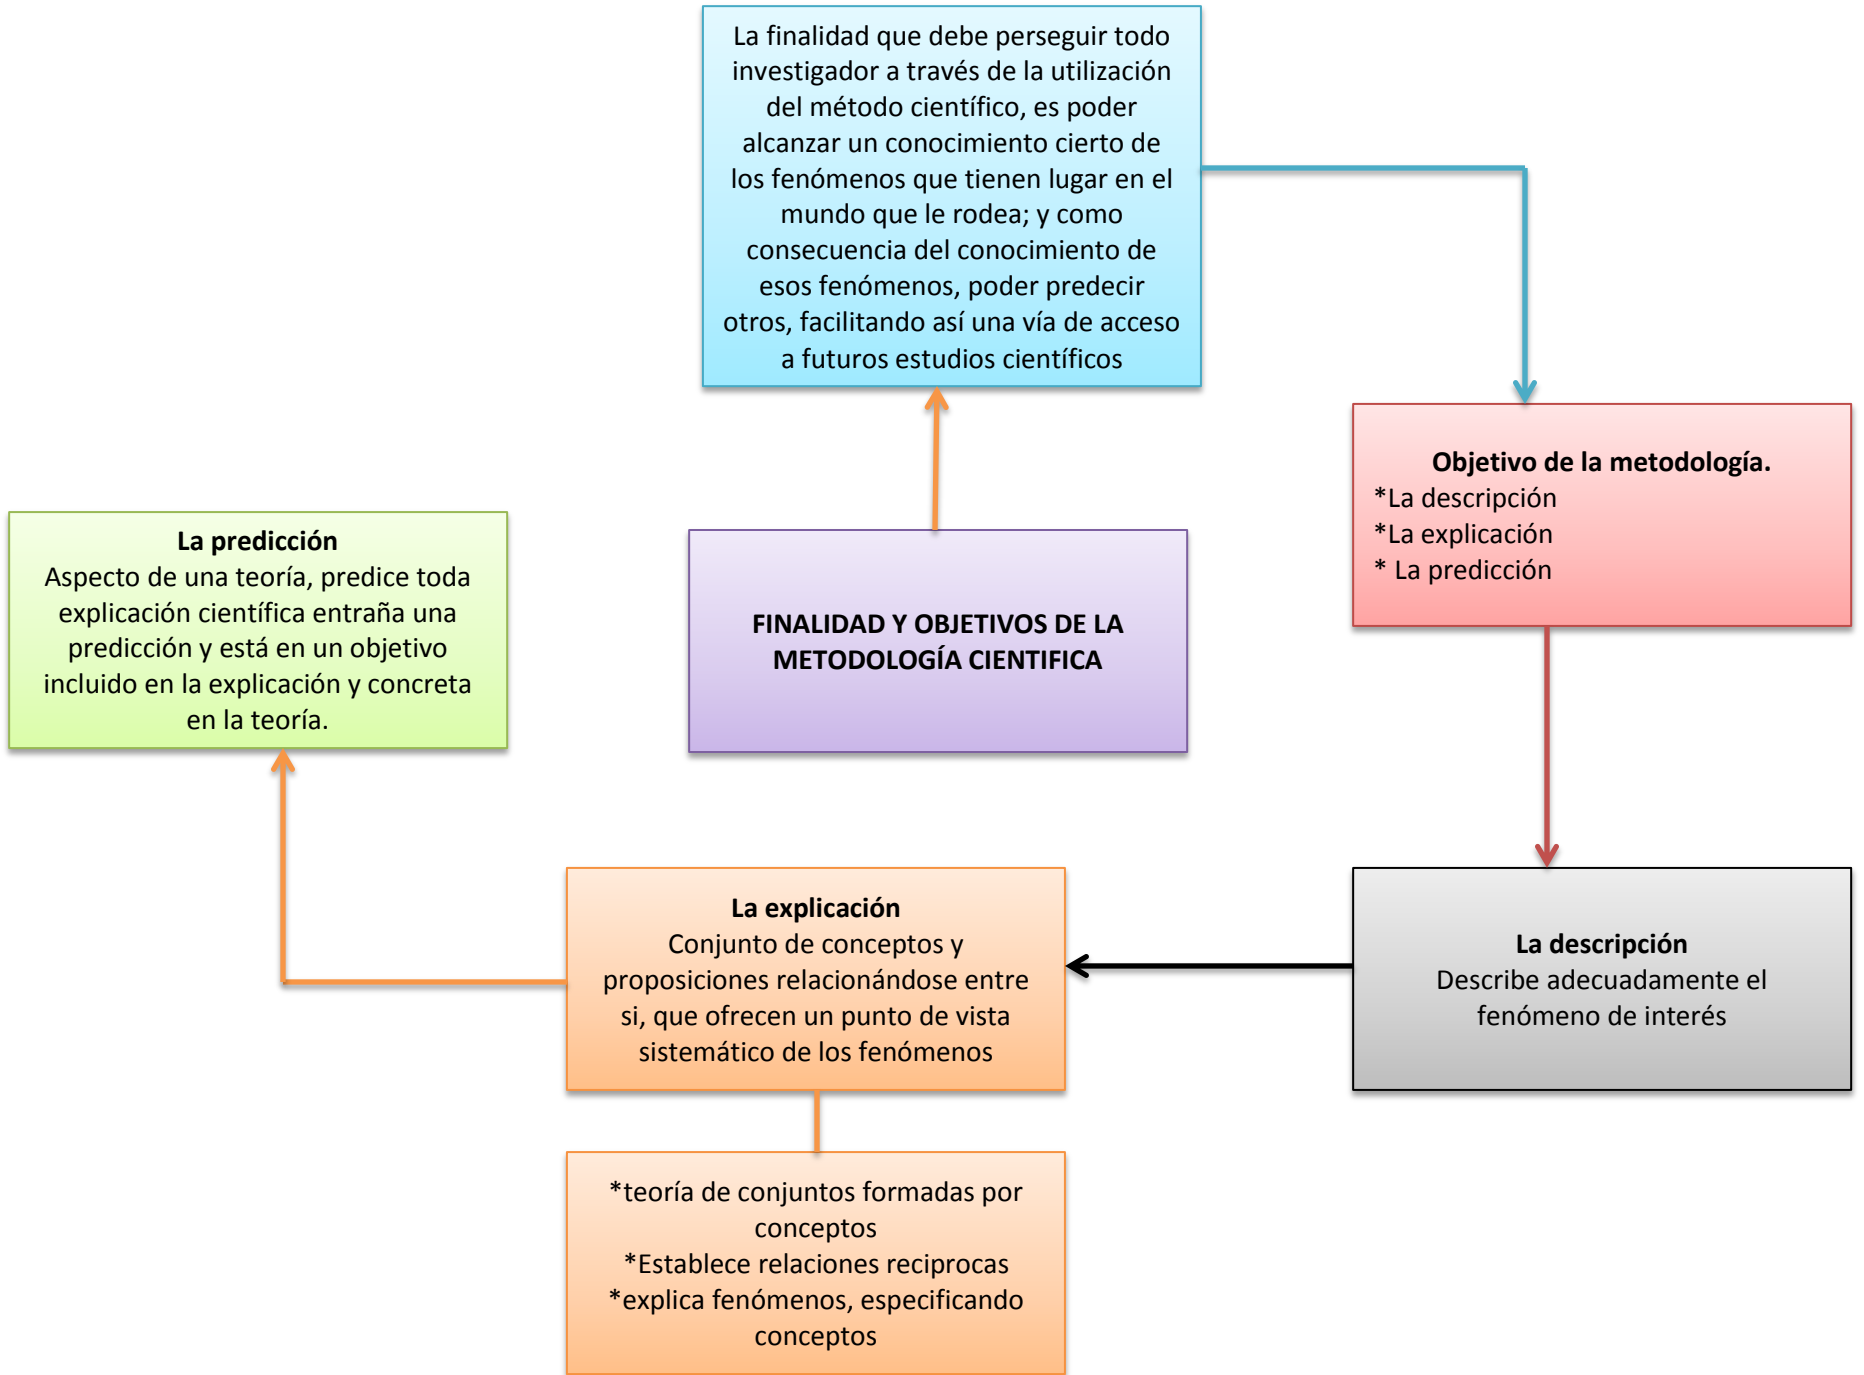 La finalidad que debe perseguir todo
investigador a través de la utilización
del método científico, es poder
alcanzar un conocimiento cierto de
los fenómenos que tienen lugar en el
mundo que le rodea; y como
consecuencia del conocimiento de
esos fenómenos, poder predecir
otros, facilitando así una vía de acceso
a futuros estudios científicos
Objetivo de la metodología.
*La descripción
*La explicación
* La predicción
La predicción
Aspecto de una teoría, predice toda
explicación científica entraña una
predicción y está en un objetivo
incluido en la explicación y concreta
en la teoría.
FINALIDAD Y OBJETIVOS DE LA
METODOLOGÍA CIENTIFICA
La explicación
Conjunto de conceptos y
proposiciones relacionándose entre
si, que ofrecen un punto de vista
sistemático de los fenómenos
La descripción
Describe adecuadamente el
fenómeno de interés
*teoría de conjuntos formadas por
conceptos
*Establece relaciones reciprocas
*explica fenómenos, especificando
conceptos